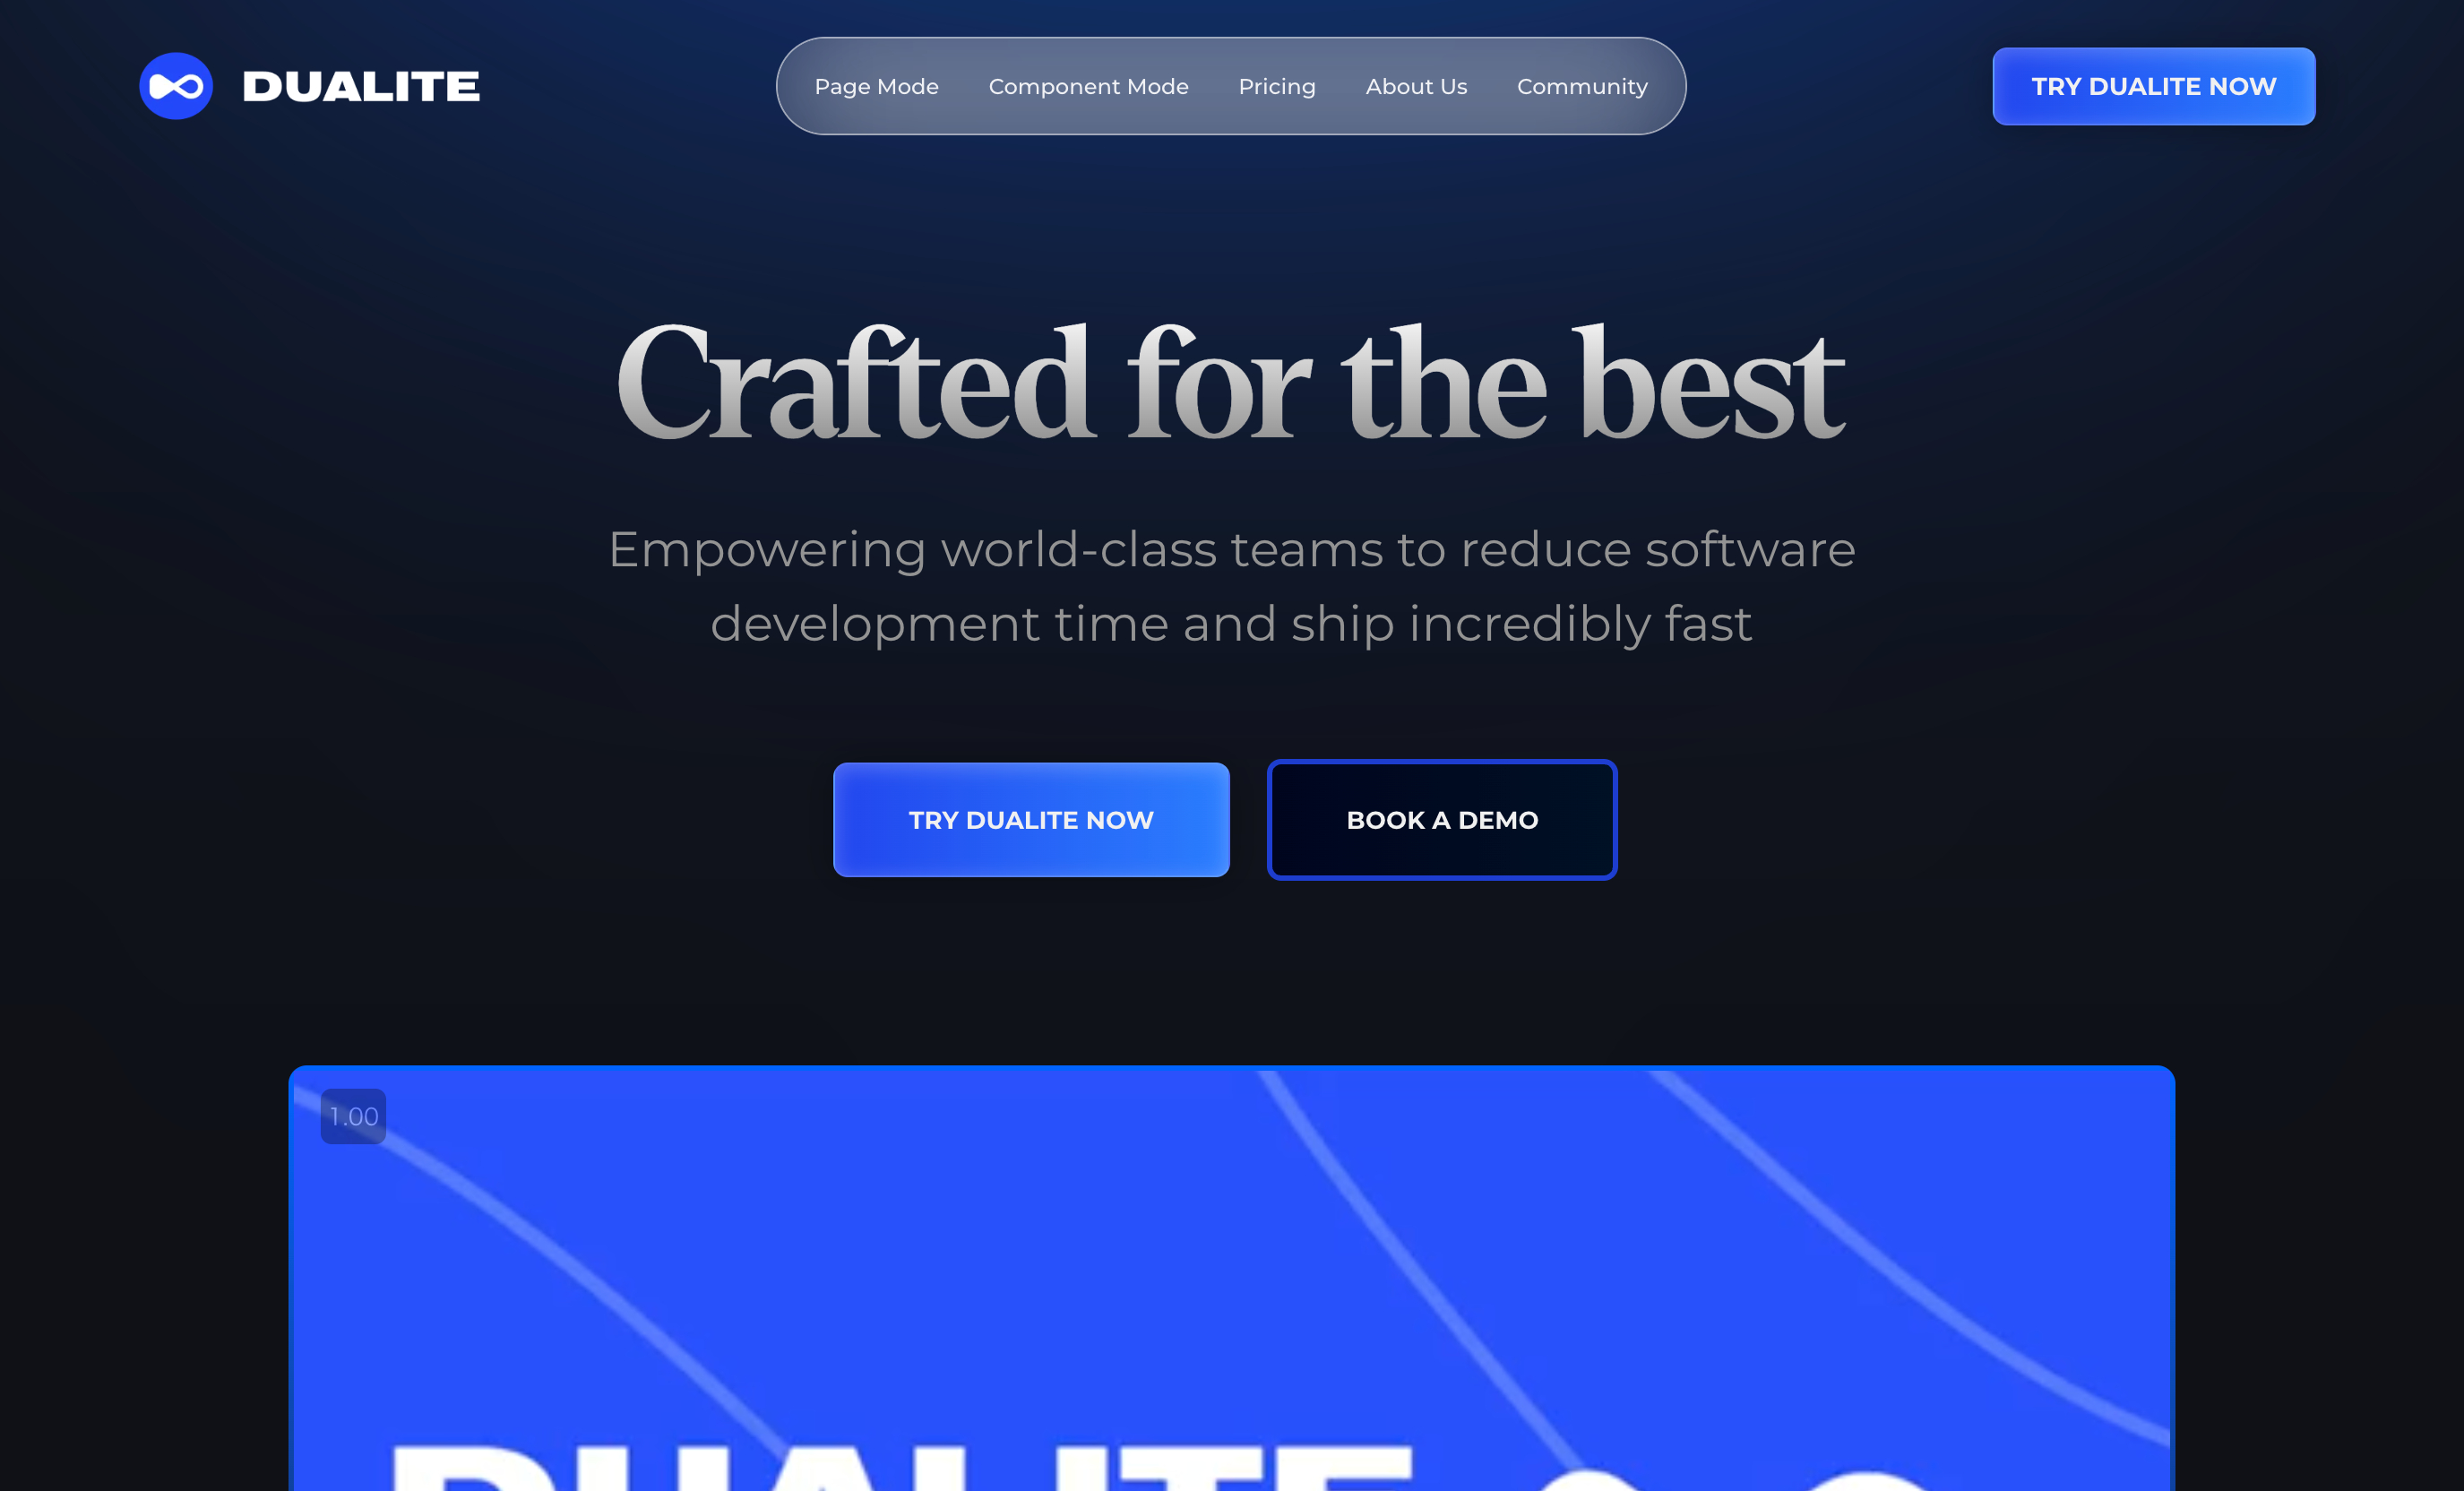 DUALITE
Page Mode
Component Mode
Pricing
About Us
Community
TRY DUALITE NOW
Crafted for the best
Empowering world-class teams to reduce software
development time and ship incredibly fast
TRY DUALITE NOW
BOOK A DEMO
1.00
DUALITE